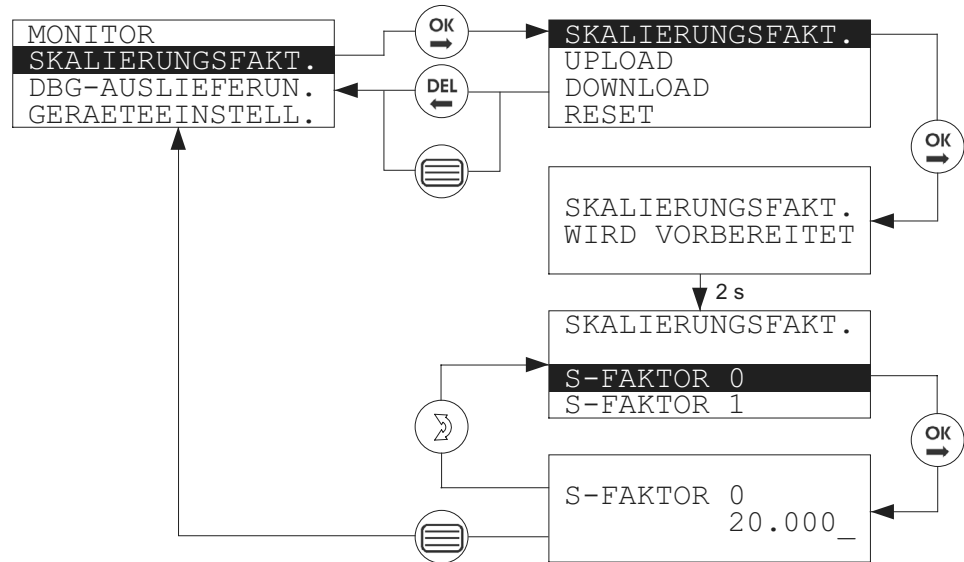 MONITOR
SKALIERUNGSFAKT.
DBG-AUSLIEFERUN.
GERAETEEINSTELL.
OK
DEL
SKALIERUNGSFAKT.
UPLOAD
DOWNLOAD
RESET
OK
SKALIERUNGSFAKT.
WIRD VORBEREITET
2 s
SKALIERUNGSFAKT.
S-FAKTOR 0
S-FAKTOR 1
OK
S-FAKTOR 0
20.000_